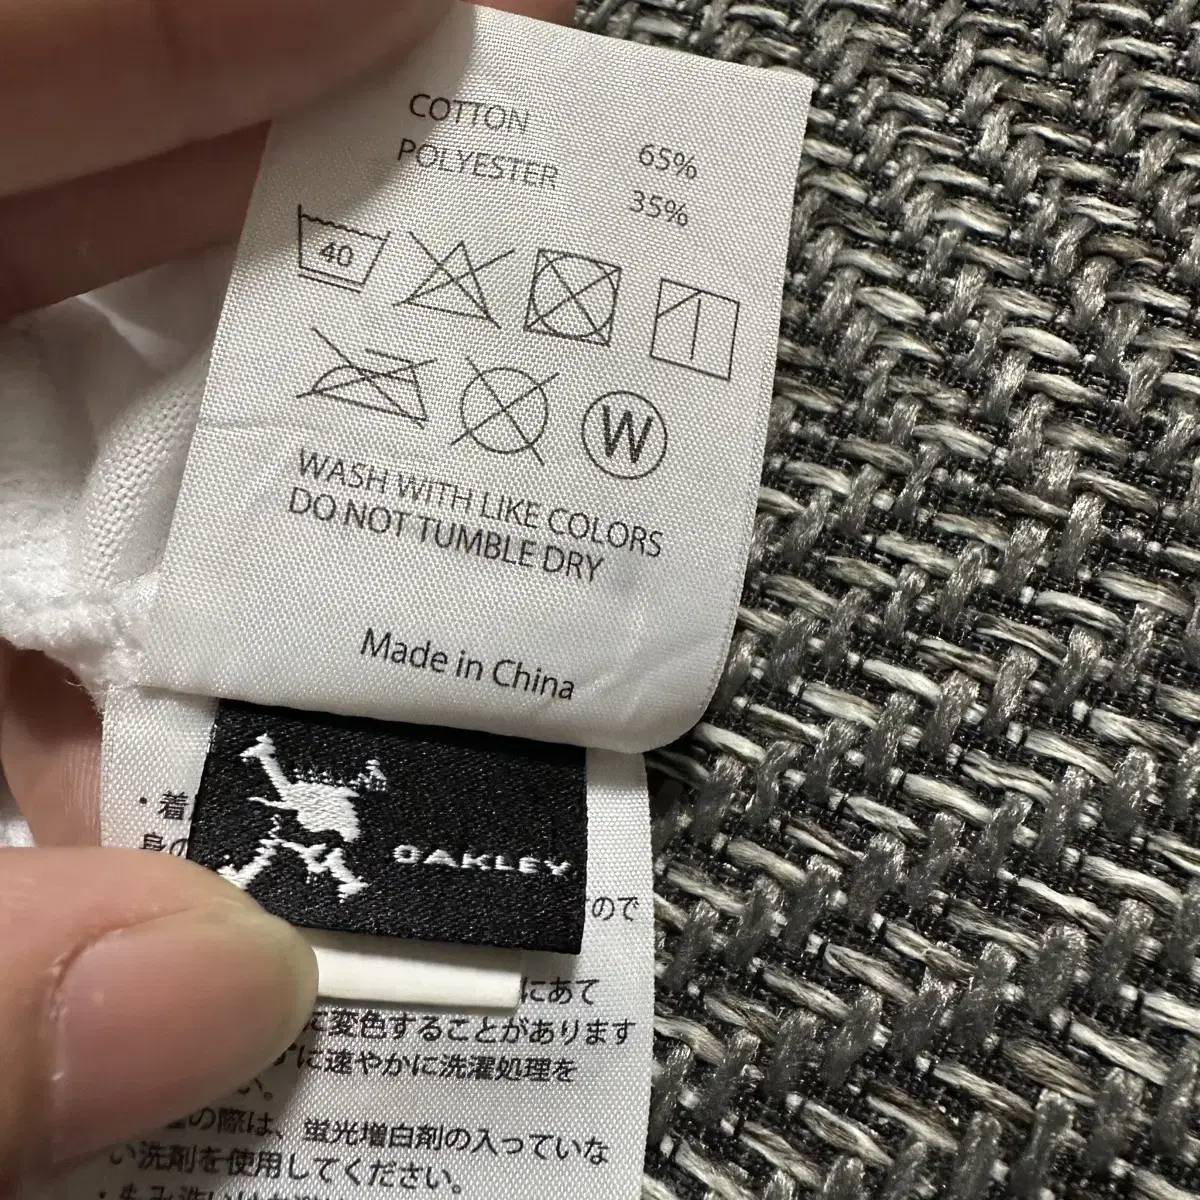 COTTON 65%
POLYESTER 35%
40
W
WASH WITH LIKE COLORS
DO NOT TUMBLE DRY
Made in China
OAKLEY
・着
身の
ので
にあて
に変色することがあります
に速やかに洗濯処理を
い。
の際は、蛍光増白剤の入っていな
い洗剤を使用してください。